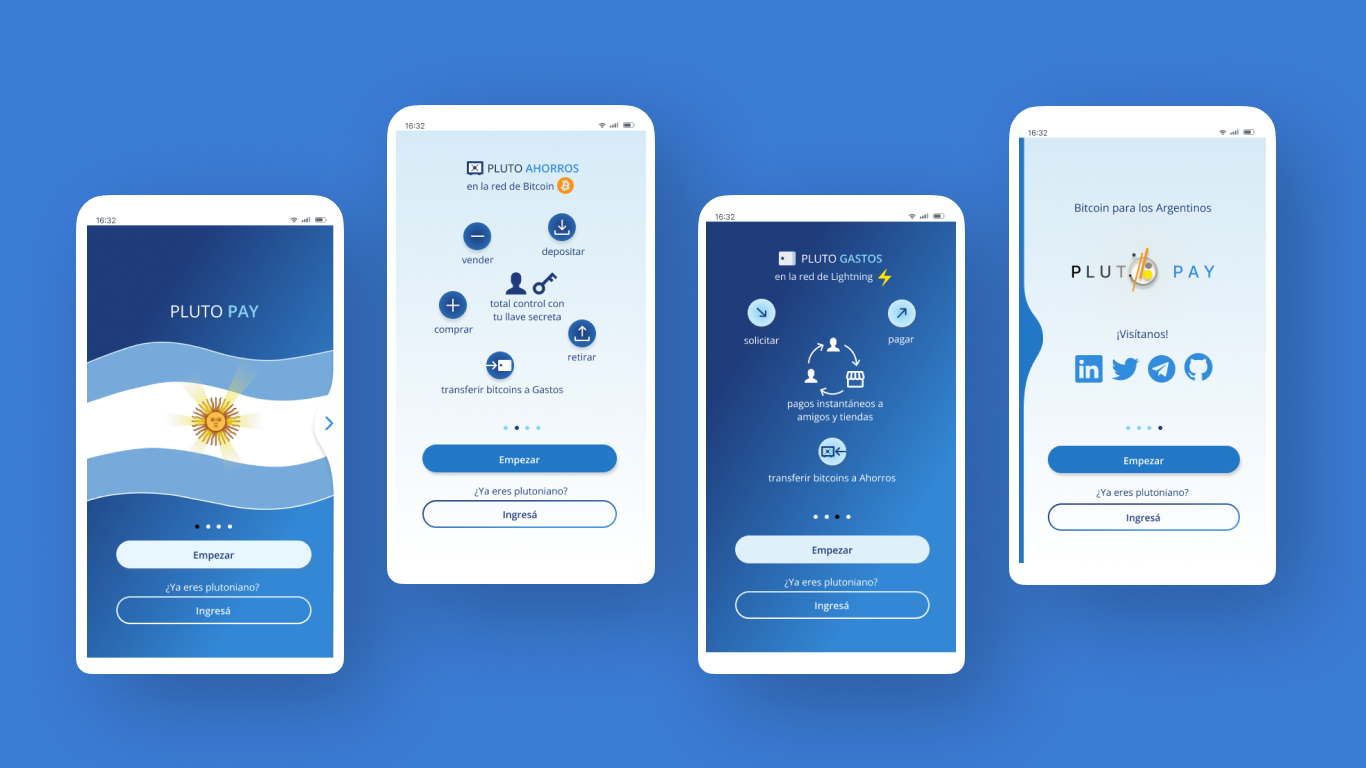 16:32
PLUTO PAY
Empezar
¿Ya eres plutoniano?
Ingresá
16:32
PLUTO AHORROS
en la red de Bitcoin
vender
depositar
total control con
tu llave secreta
comprar
retirar
transferir bitcoins a Gastos
Empezar
¿Ya eres plutoniano?
Ingresá
16:32
PLUTO GASTOS
en la red de Lightning
solicitar
pagar
pagos instantáneos a
amigos y tiendas
transferir bitcoins a Ahorros
Empezar
¿Ya eres plutoniano?
Ingresá
16:32
Bitcoin para los Argentinos
PLUT PAY
¡Visítanos!
in
Empezar
¿Ya eres plutoniano?
Ingresá